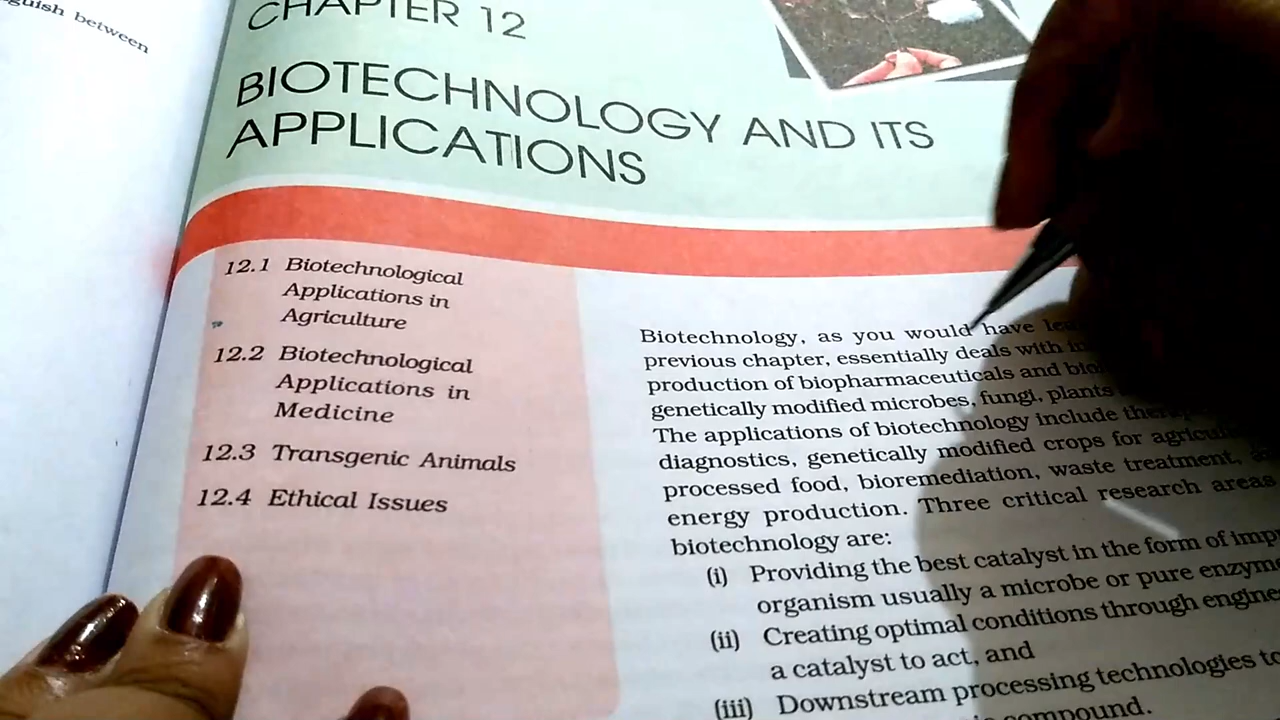 between
CHAPTER 12
BIOTECHNOLOGY AND ITS
APPLICATIONS
12.1 Biotechnological
Applications in
Agriculture
12.2 Biotechnological
Applications in
Medicine
12.3 Transgenic Animals
12.4 Ethical Issues
Biotechnology, as you would have
previous chapter, essentially deals with
production of biopharmaceuticals and
genetically modified microbes, fungi, plants
The applications of biotechnology include
diagnostics, genetically modified crops for
processed food, bioremediation, waste treatment,
energy production. Three critical research areas
biotechnology are:
(i) Providing the best catalyst in the form of
organism usually a microbe or pure
(ii) Creating optimal conditions through
a catalyst to act, and
(iii) Downstream processing technologies to
compound.